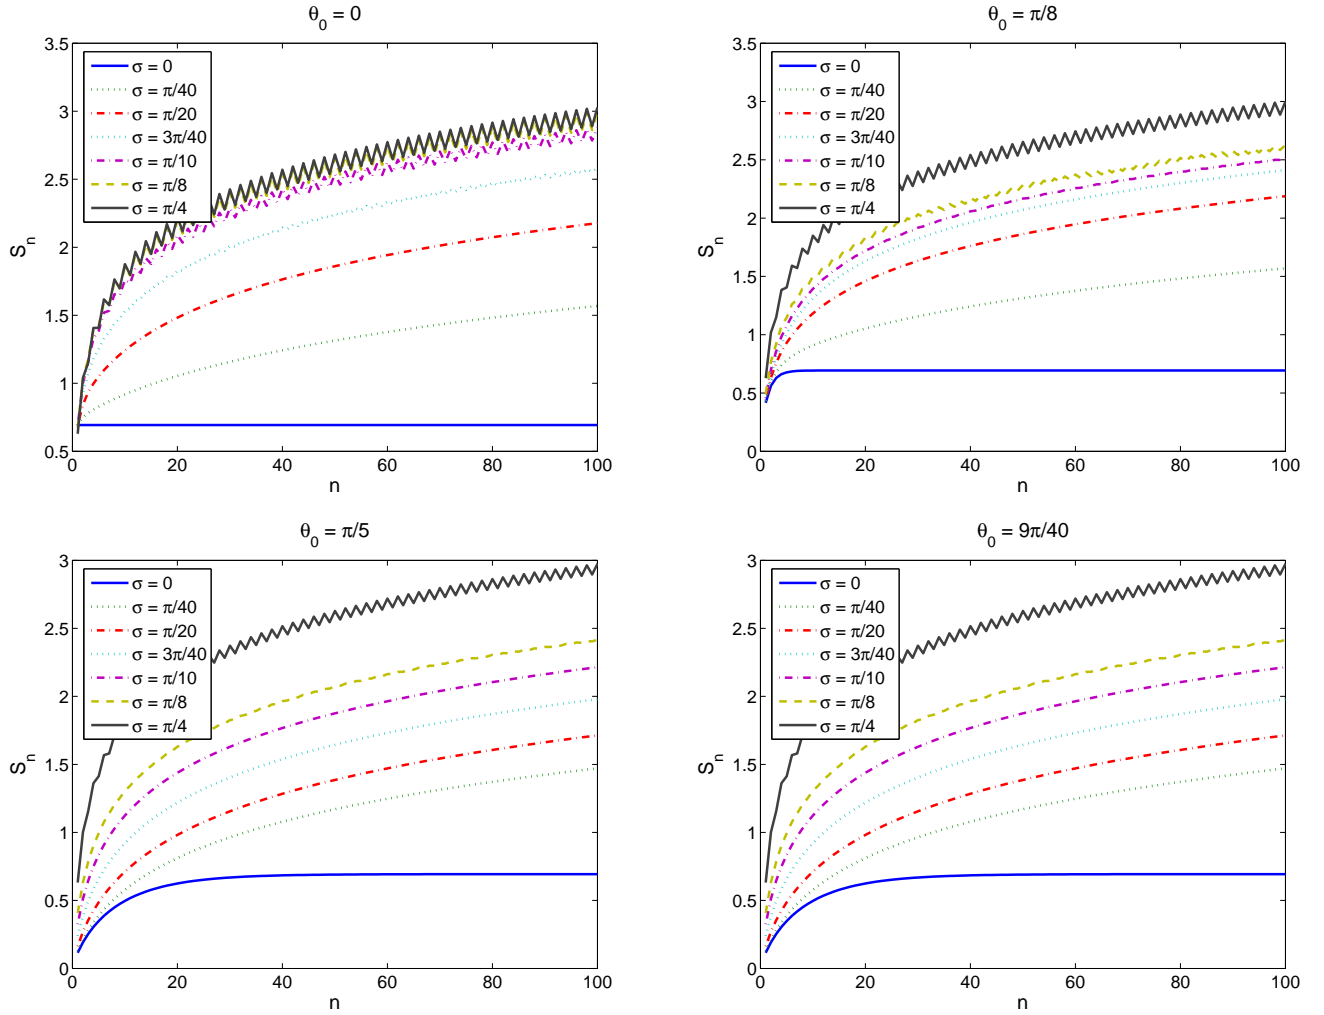 θ₀ = 0
3.5
3
2.5
2
1.5
1
0.5
0 20 40 60 80 100
n
Sₙ
σ = 0
σ = π/40
σ = π/20
σ = 3π/40
σ = π/10
σ = π/8
σ = π/4
θ₀ = π/8
3.5
3
2.5
2
1.5
1
0.5
0
0 20 40 60 80 100
n
Sₙ
σ = 0
σ = π/40
σ = π/20
σ = 3π/40
σ = π/10
σ = π/8
σ = π/4
θ₀ = π/5
3
2.5
2
1.5
1
0.5
0
0 20 40 60 80 100
n
Sₙ
σ = 0
σ = π/40
σ = π/20
σ = 3π/40
σ = π/10
σ = π/8
σ = π/4
θ₀ = 9π/40
3
2.5
2
1.5
1
0.5
0
0 20 40 60 80 100
n
Sₙ
σ = 0
σ = π/40
σ = π/20
σ = 3π/40
σ = π/10
σ = π/8
σ = π/4